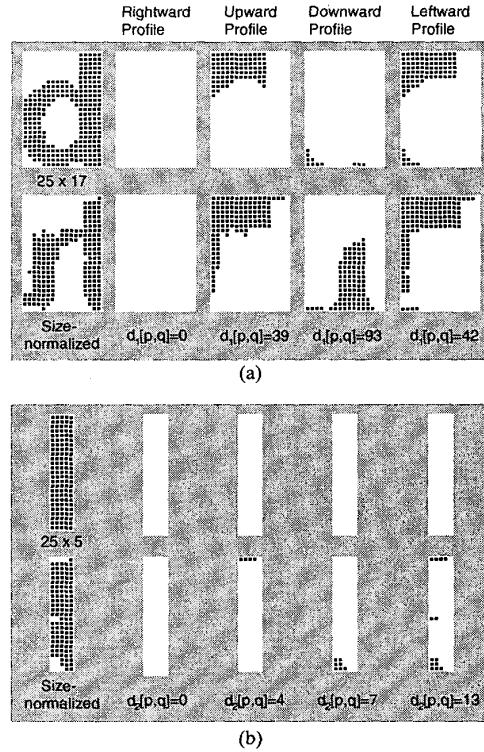 Rightward Upward Downward Leftward
Profile Profile Profile Profile
25 x 17
Size-
normalized d₁[p,q]=0 d₁[p,q]=39 d₁[p,q]=93 d₁[p,q]=42
(a)
25 x 5
Size-
normalized d₂[p,q]=0 d₂[p,q]=4 d₂[p,q]=7 d₂[p,q]=13
(b)